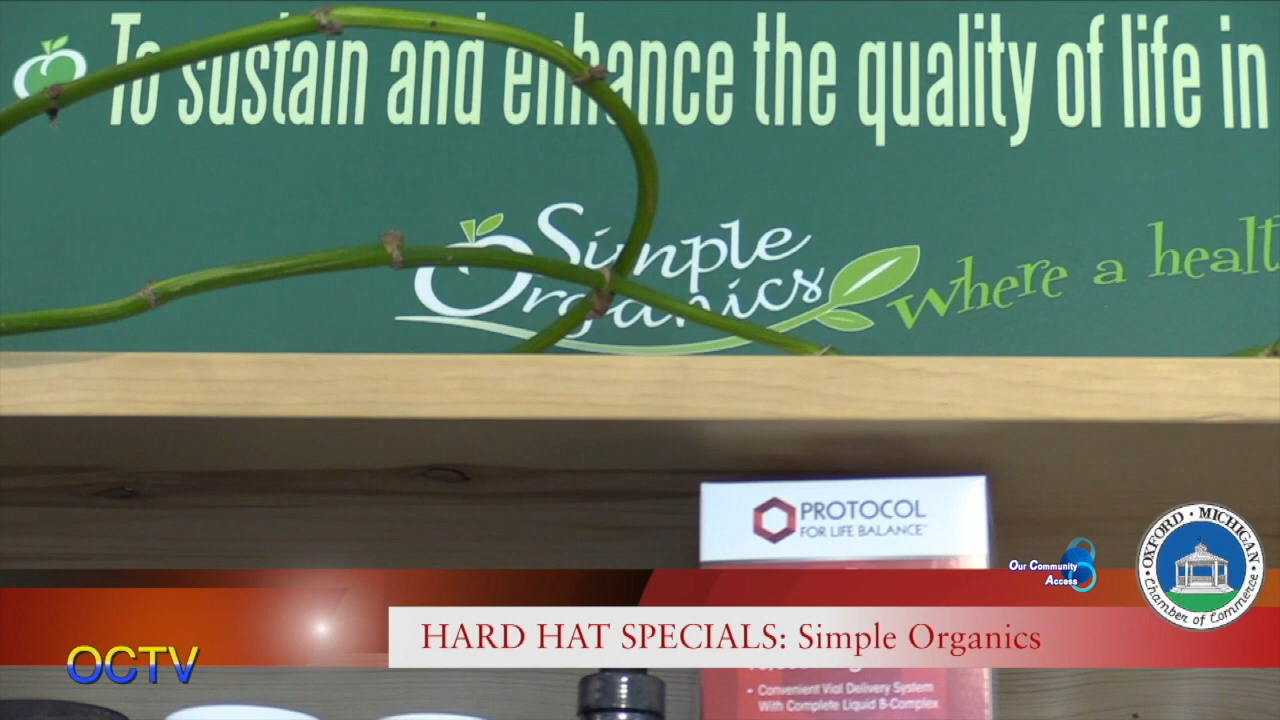 To sustain and enhance the quality of life in
Simple
Organics
where a healt
PROTOCOL
FOR LIFE BALANCE™
Our Community
Access
OXFORD • MICHIGAN
Chamber of Commerce
HARD HAT SPECIALS: Simple Organics
OCTV
• Convenient Vial Delivery System
With Complete Liquid B-Complex